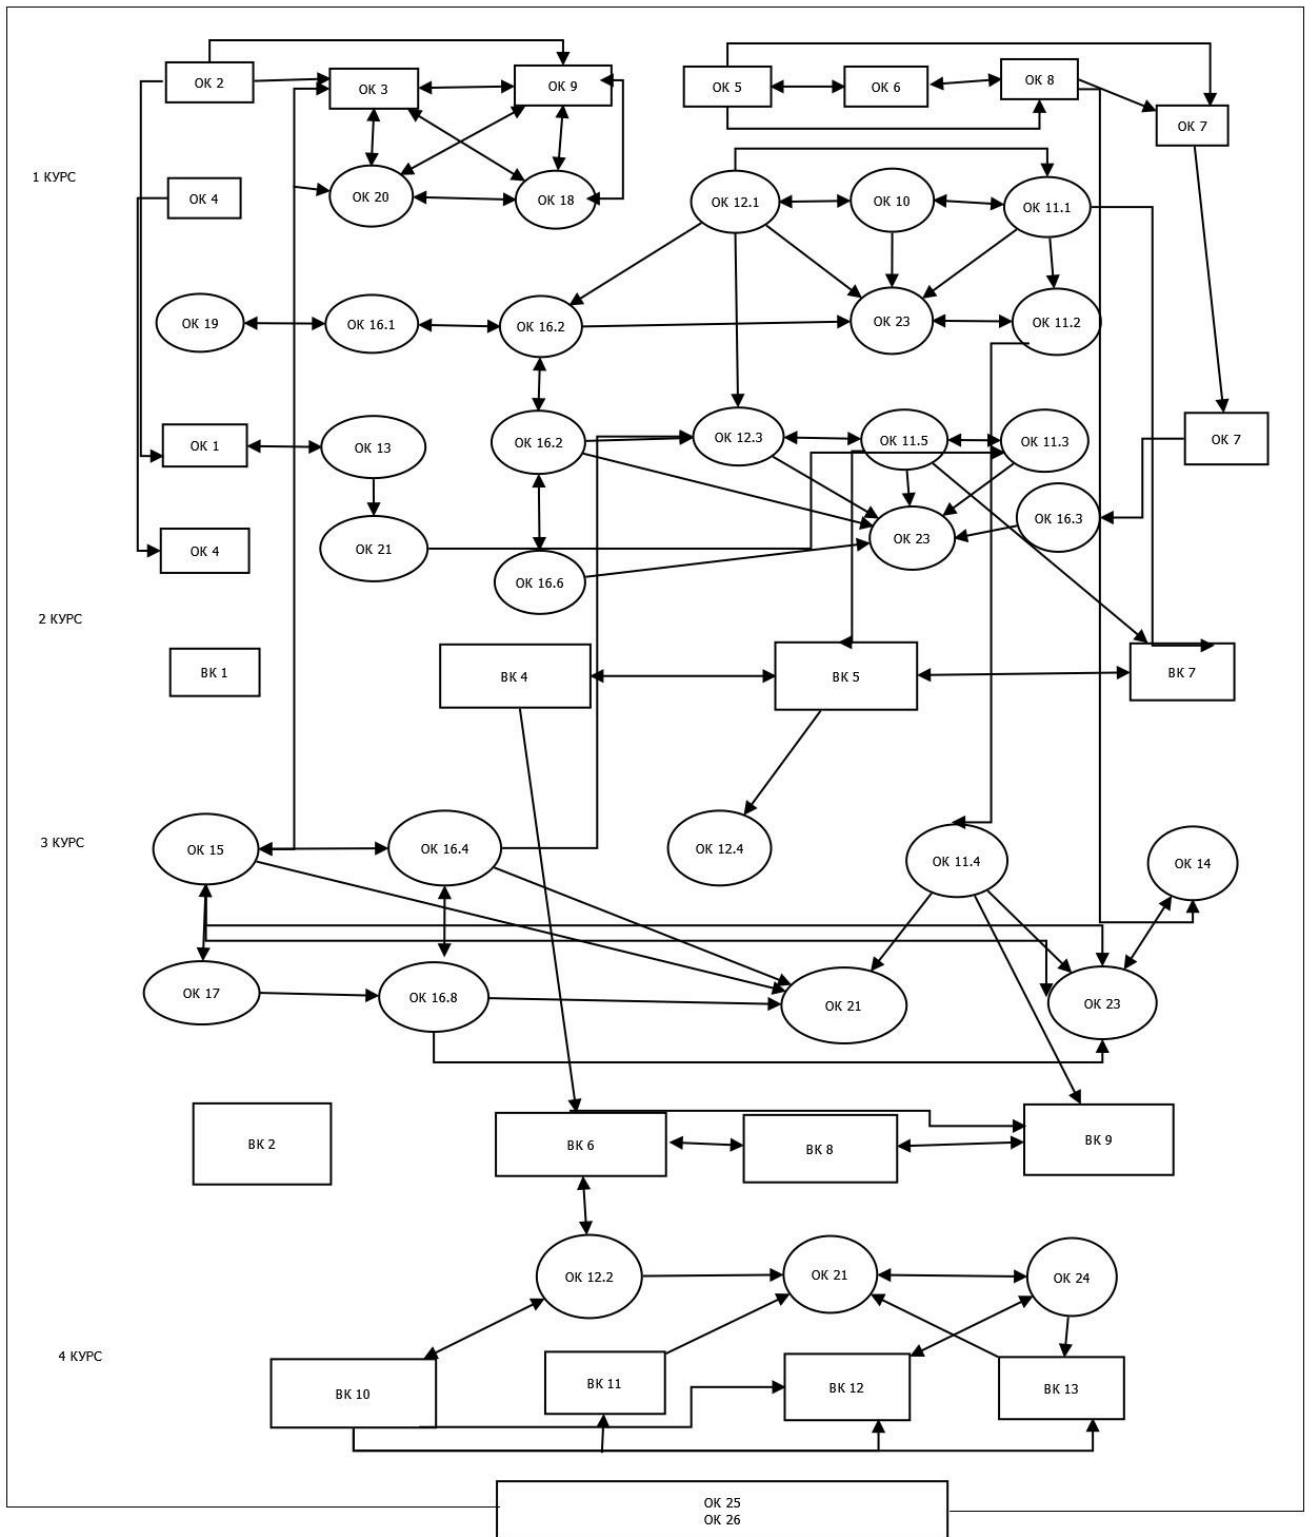 ОК 2
ОК 3
ОК 9
ОК 5
ОК 6
ОК 8
ОК 7
1 КУРС
ОК 4
ОК 20
ОК 18
ОК 12.1
ОК 10
ОК 11.1
ОК 19
ОК 16.1
ОК 16.2
ОК 23
ОК 11.2
ОК 1
ОК 13
ОК 16.2
ОК 12.3
ОК 11.5
ОК 11.3
ОК 7
ОК 4
ОК 21
ОК 16.6
ОК 23
ОК 16.3
2 КУРС
ВК 1
ВК 4
ВК 5
ВК 7
3 КУРС
ОК 15
ОК 16.4
ОК 12.4
ОК 11.4
ОК 14
ОК 17
ОК 16.8
ОК 21
ОК 23
ВК 2
ВК 6
ВК 8
ВК 9
ОК 12.2
ОК 21
ОК 24
4 КУРС
ВК 10
ВК 11
ВК 12
ВК 13
ОК 25
ОК 26